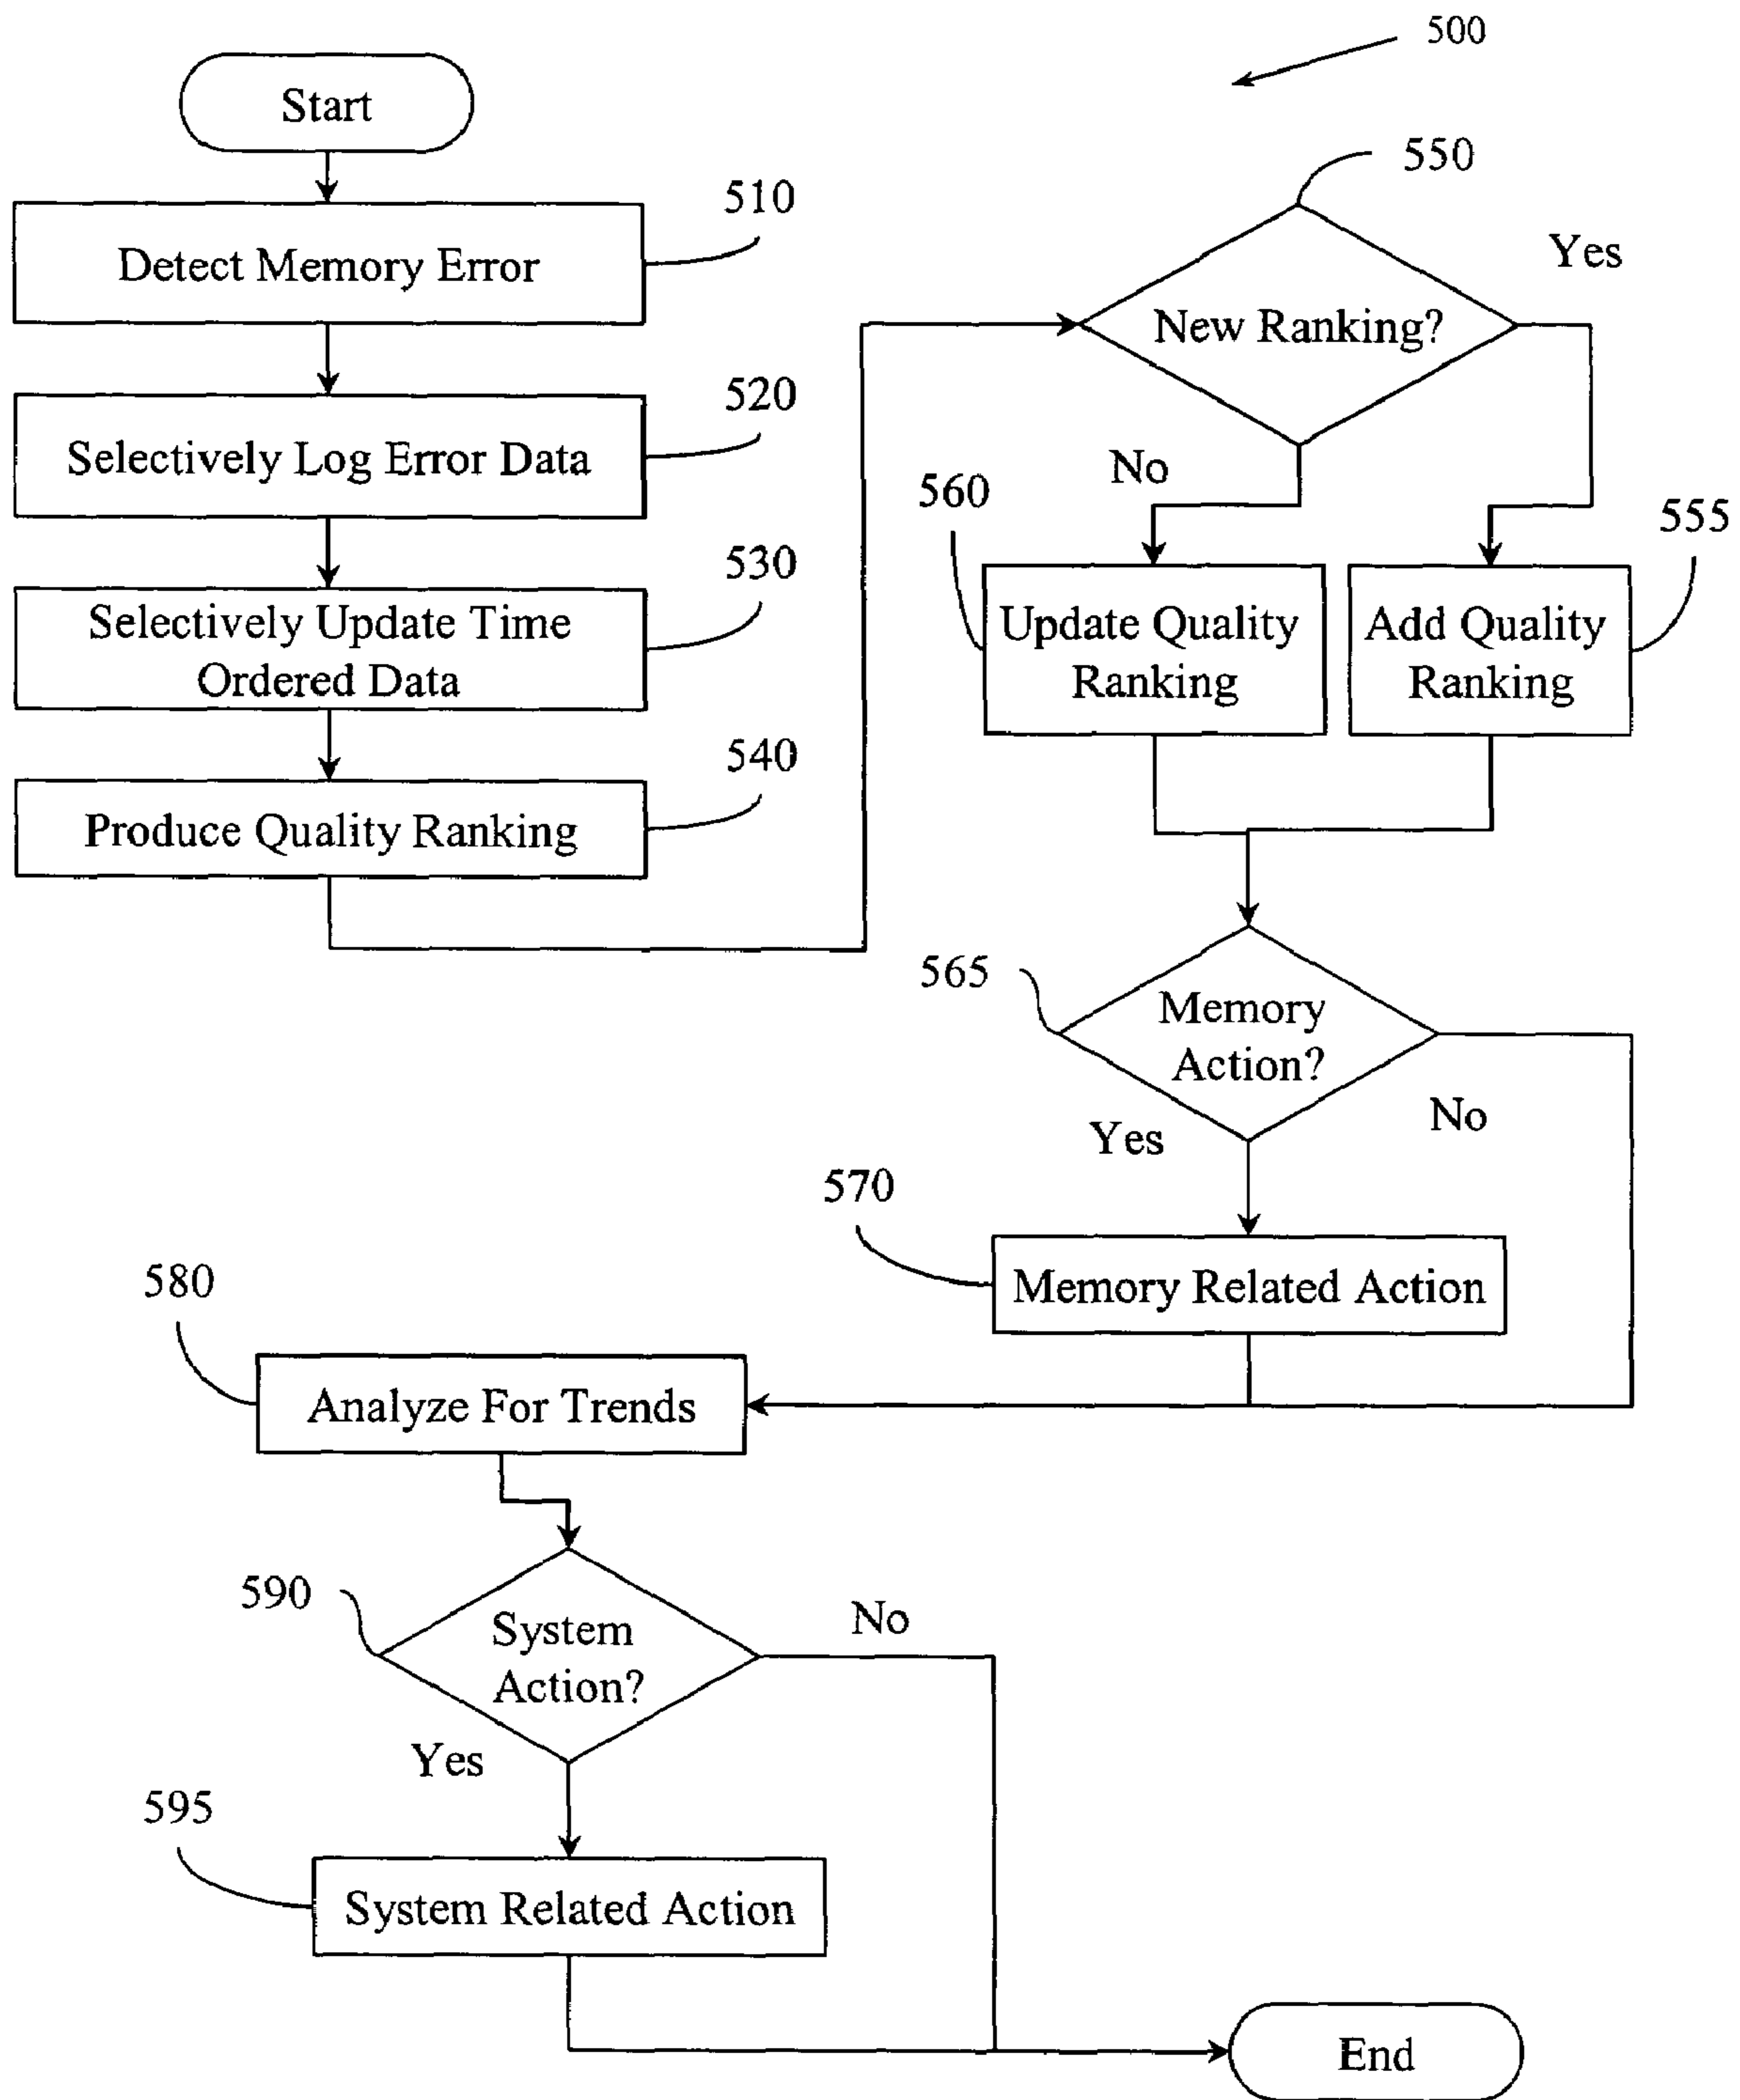 500
Start
510
Detect Memory Error
520
Selectively Log Error Data
530
Selectively Update Time
Ordered Data
540
Produce Quality Ranking
550
New Ranking?
Yes
No
560
Update Quality
Ranking
555
Add Quality
Ranking
565
Memory
Action?
Yes
No
570
Memory Related Action
580
Analyze For Trends
590
System
Action?
No
Yes
595
System Related Action
End